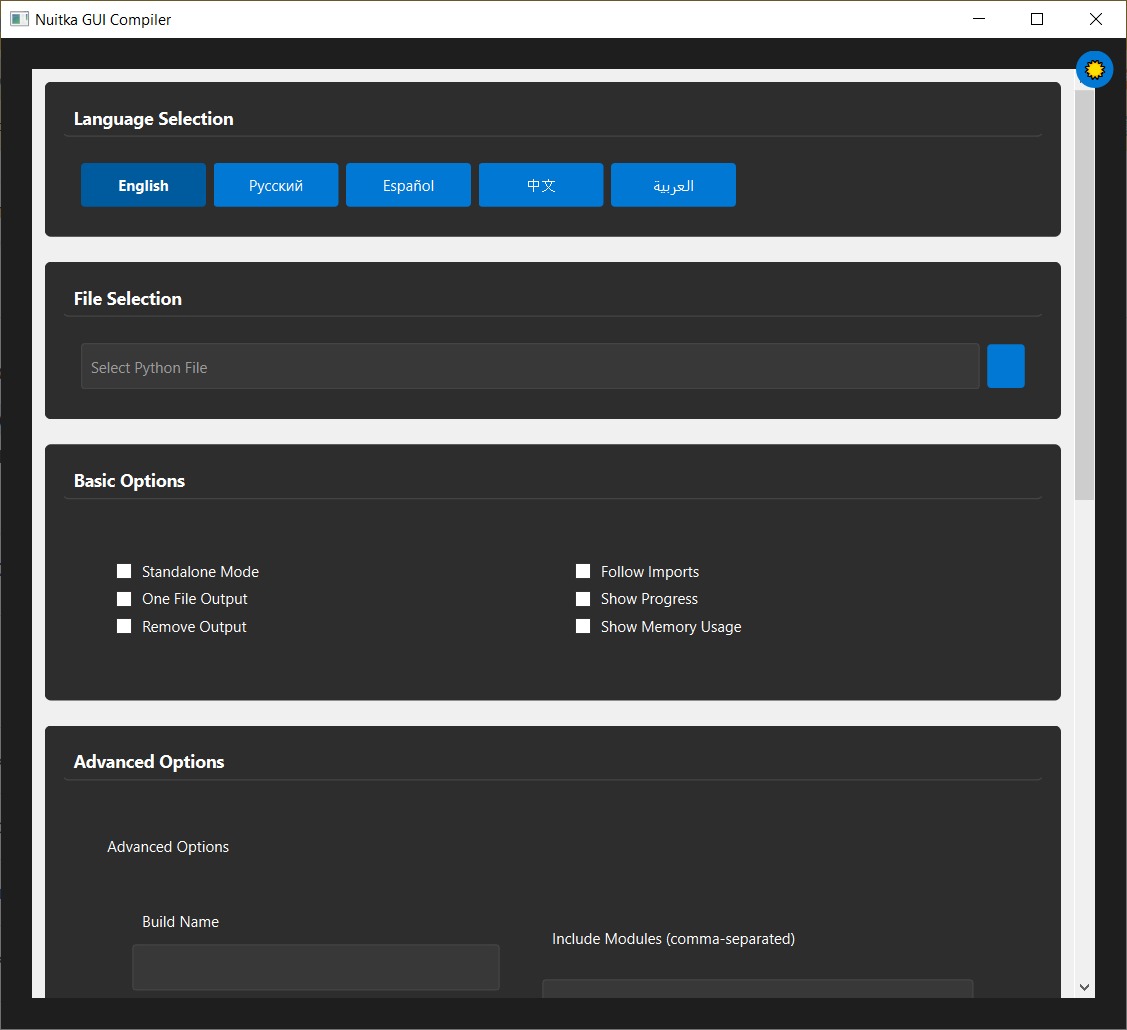 Nuitka GUI Compiler
Language Selection
English Русский Español 中文 العربية
File Selection
Select Python File
Basic Options
Standalone Mode Follow Imports
One File Output Show Progress
Remove Output Show Memory Usage
Advanced Options
Advanced Options
Build Name
Include Modules (comma-separated)